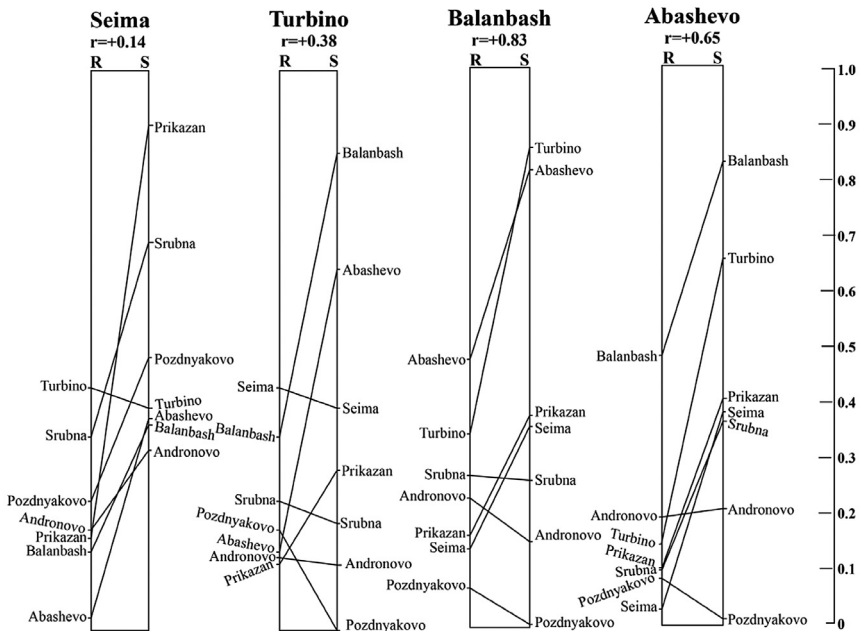 Seima
r=+0.14
R S
Prikazan
Srubna
Pozdnyakovo
Turbino
Turbino
Abashevo
Balanbash
Srubna
Andronovo
Pozdnyakovo
Andronovo
Prikazan
Balanbash
Abashevo
Turbino
r=+0.38
R S
Balanbash
Abashevo
Seima
Seima
Balanbash
Prikazan
Srubna
Srubna
Pozdnyakovo
Abashevo
Andronovo
Andronovo
Prikazan
Pozdnyakovo
Balanbash
r=+0.83
R S
Turbino
Abashevo
Abashevo
Prikazan
Seima
Turbino
Srubna
Srubna
Andronovo
Andronovo
Prikazan
Seima
Pozdnyakovo
Pozdnyakovo
Abashevo
r=+0.65
R S
Balanbash
Turbino
Balanbash
Prikazan
Seima
Srubna
Andronovo
Andronovo
Turbino
Prikazan
Srubna
Pozdnyakovo
Seima
Pozdnyakovo
1.0
0.9
0.8
0.7
0.6
0.5
0.4
0.3
0.2
0.1
0